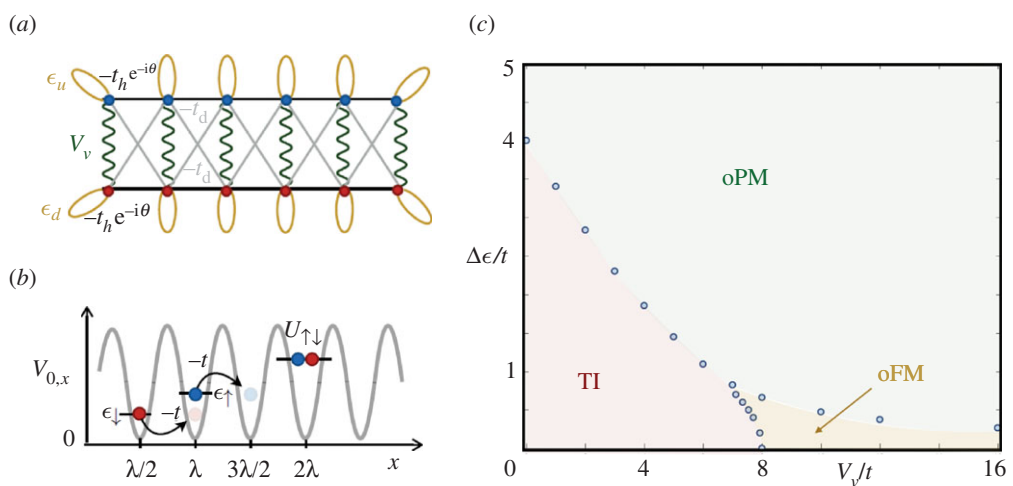 (a)
ϵu
–th e–iθ
–td
Vv
–td
ϵd
–th e–iθ
(b)
V0,x
0
ϵ↓
–t
–t
ϵ↑
U↑↓
λ/2
λ
3λ/2
2λ
x
(c)
5
4
Δϵ/t
1
0
oPM
TI
oFM
4
8
Vv/t
16